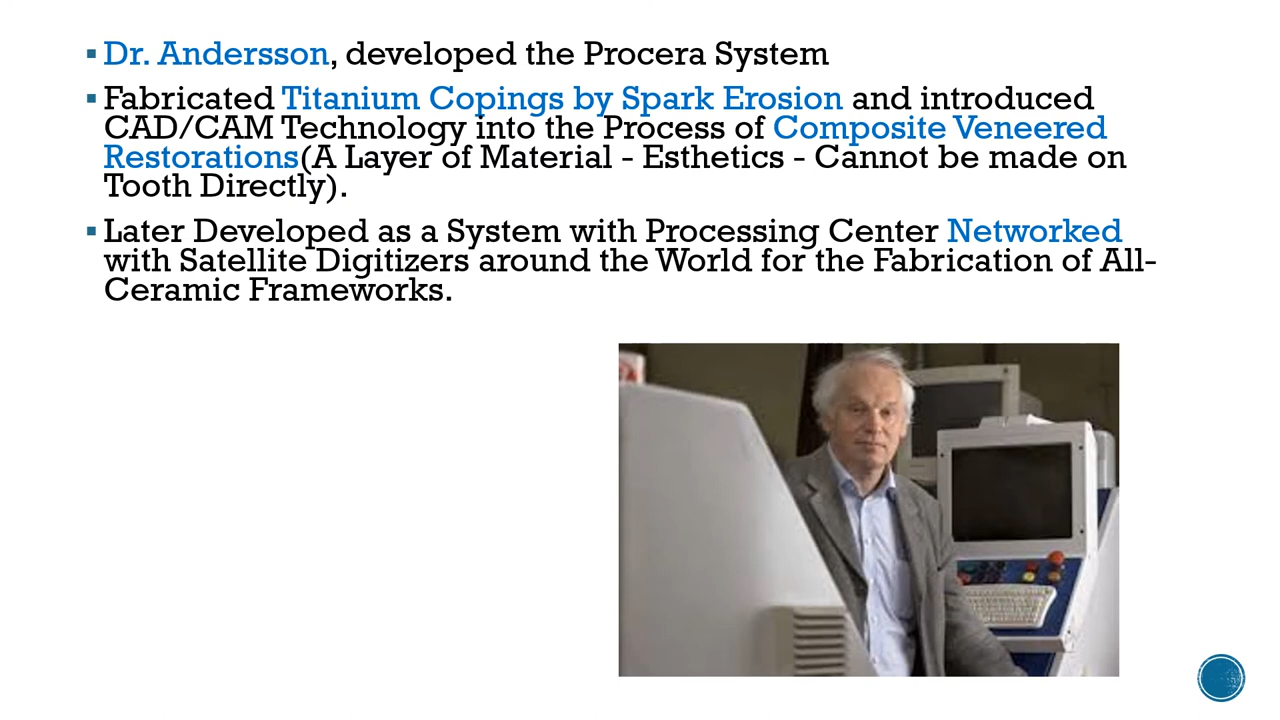 ▪ Dr. Andersson, developed the Procera System
▪ Fabricated Titanium Copings by Spark Erosion and introduced
CAD/CAM Technology into the Process of Composite Veneered
Restorations(A Layer of Material - Esthetics - Cannot be made on
Tooth Directly).
▪ Later Developed as a System with Processing Center Networked
with Satellite Digitizers around the World for the Fabrication of All-
Ceramic Frameworks.